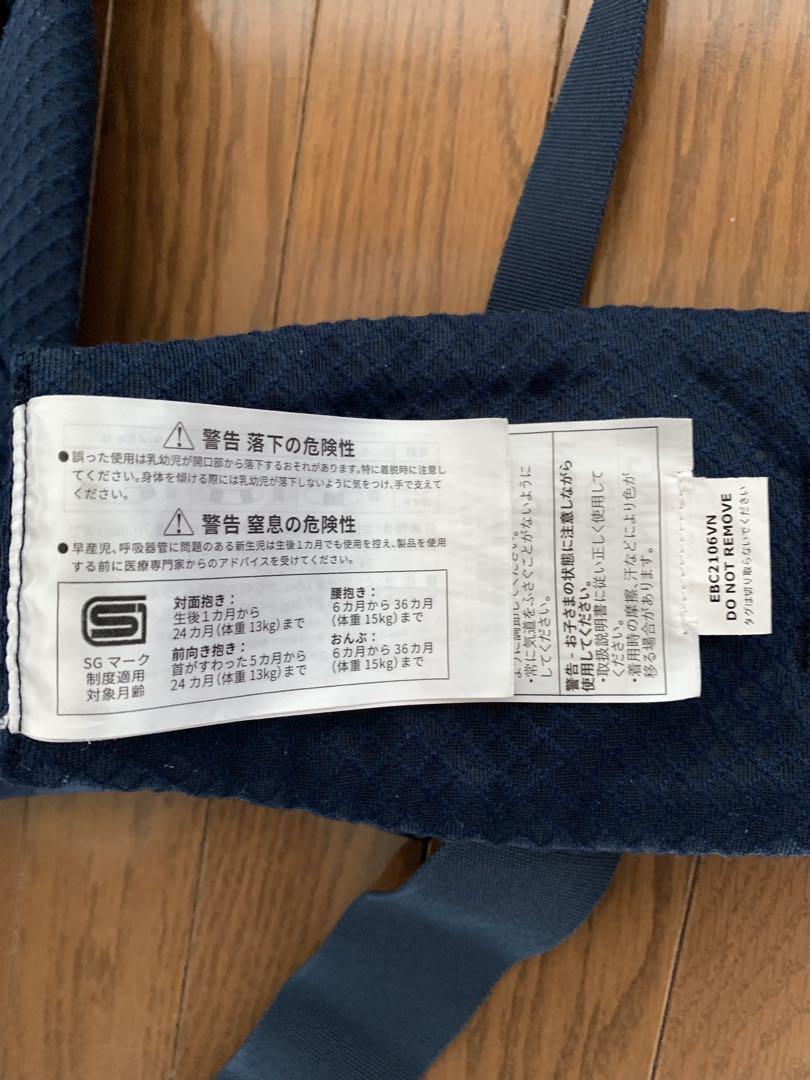 警告 落下の危険性
●誤った使用は乳幼児が開口部から落下するおそれがあります。特に着脱時に注意し
てください。身体を傾ける際には乳幼児が落下しないように気をつけ、手で支えて
ください。
警告 窒息の危険性
●早産児、呼吸器管に問題のある新生児は生後1カ月でも使用を控え、製品を使用
する前に医療専門家からのアドバイスを受けてください。
SG マーク
制度適用
対象月齢
対面抱き：
生後1カ月から
24カ月（体重 13kg）まで
前向き抱き：
首がすわった5カ月から
24カ月（体重 13kg）まで
腰抱き：
6カ月から 36カ月
（体重 15kg）まで
おんぶ：
6カ月から 36カ月
（体重 15kg）まで
ように調節してください。
・常に気道をふさぐことがないように
してください。
警告 - お子さまの状態に注意しながら
使用してください。
・取扱説明書に従い正しく使用して
ください。
・着用時の摩擦、汗などにより色が
移る場合があります。
EBC2106VN
DO NOT REMOVE
タグは切り取らないでください